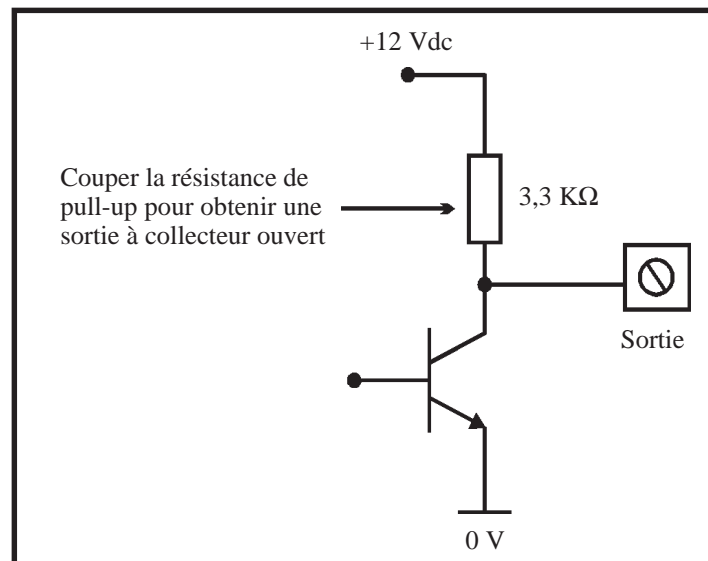 +12 Vdc
Couper la résistance de
pull-up pour obtenir une
sortie à collecteur ouvert
3,3 KΩ
Sortie
0 V